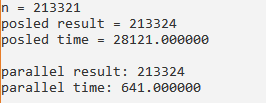 n = 213321
posled result = 213324
posled time = 28121.000000
parallel result: 213324
parallel time: 641.000000